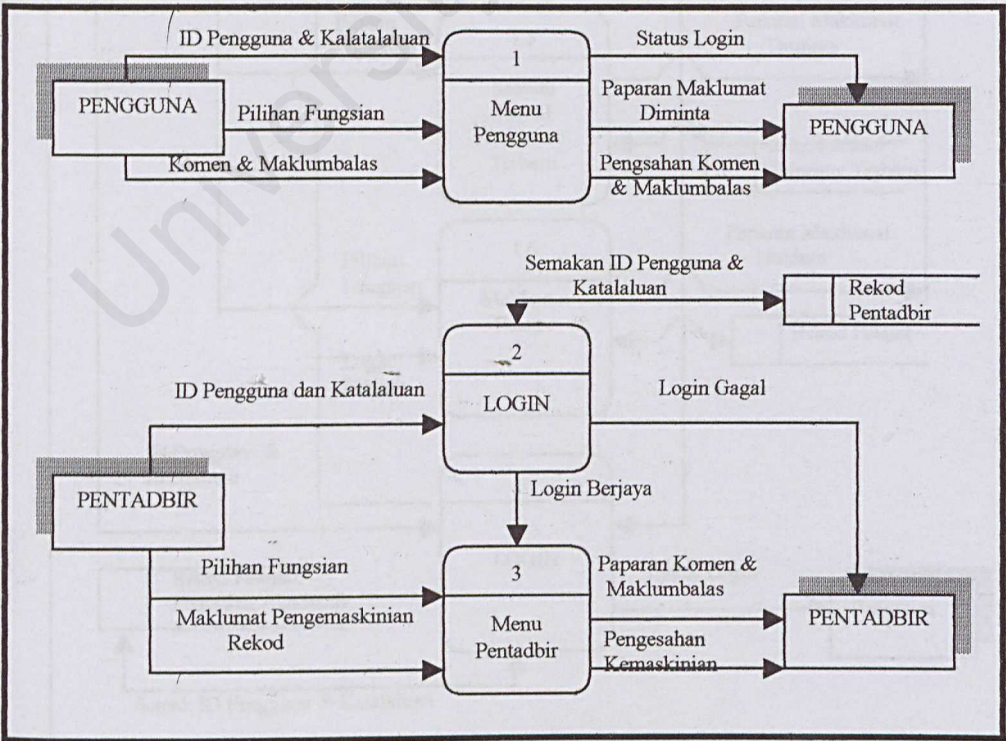 ID Pengguna & Kalatalaluan
Status Login
1
PENGGUNA
Menu
Pengguna
Pilihan Fungsian
Paparan Maklumat
Diminta
PENGGUNA
Komen & Maklumbalas
Pengsahan Komen
& Maklumbalas
Semakan ID Pengguna &
Katalaluan
Rekod
Pentadbir
2
ID Pengguna dan Katalaluan
LOGIN
Login Gagal
PENTADBIR
Login Berjaya
Pilihan Fungsian
3
Paparan Komen &
Maklumbalas
Maklumat Pengemaskinian
Rekod
Menu
Pentadbir
PENTADBIR
Pengesahan
Kemaskinian